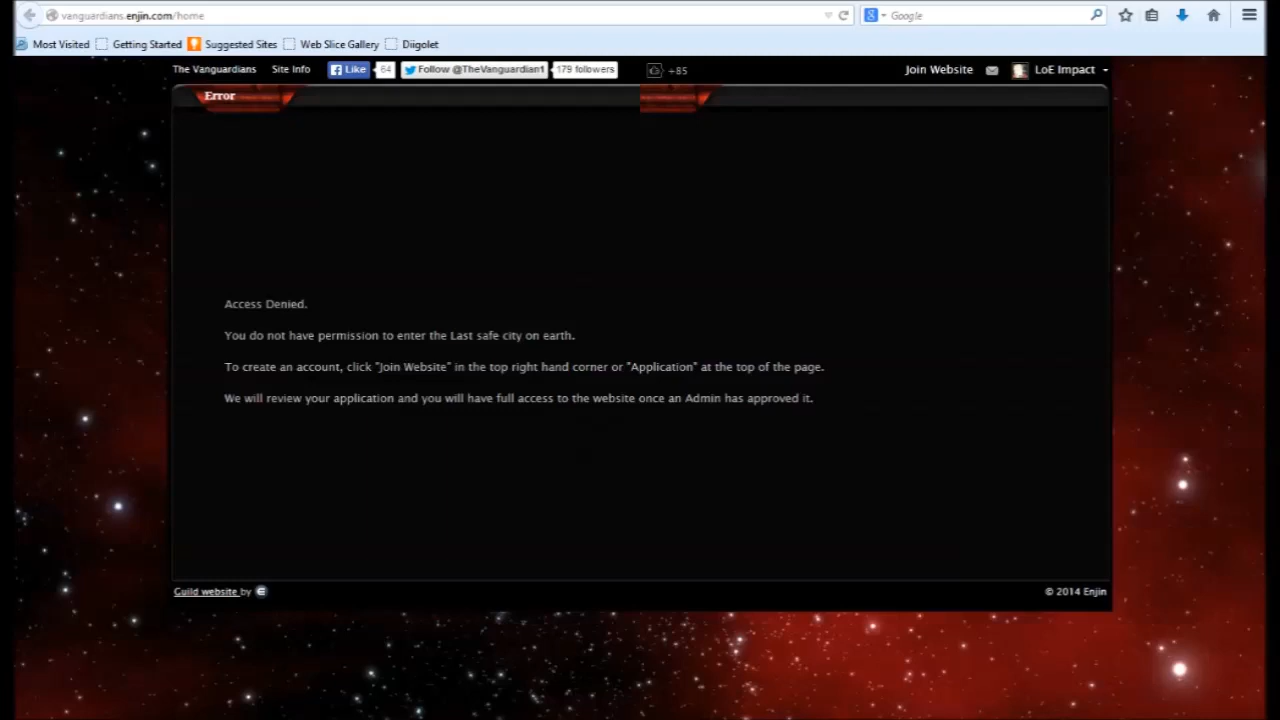 vanguardians.enjin.com/home
Google
Most Visited Getting Started Suggested Sites Web Slice Gallery Diigolet
The Vanguardians Site Info Like 64 Follow @TheVanguardian1 179 followers +85 Join Website LoE Impact
Error
Access Denied.
You do not have permission to enter the Last safe city on earth.
To create an account, click "Join Website" in the top right hand corner or "Application" at the top of the page.
We will review your application and you will have full access to the website once an Admin has approved it.
Guild website by © 2014 Enjin